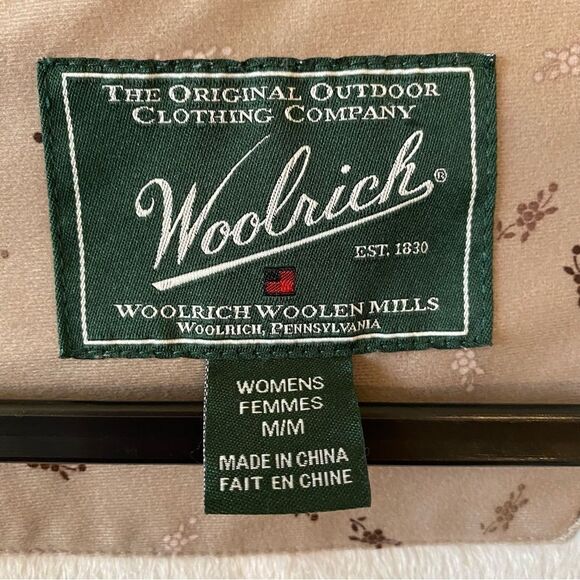 THE ORIGINAL OUTDOOR
CLOTHING COMPANY
Woolrich®
EST. 1830
WOOLRICH WOOLEN MILLS
WOOLRICH, PENNSYLVANIA
WOMENS
FEMMES
M/M
MADE IN CHINA
FAIT EN CHINE